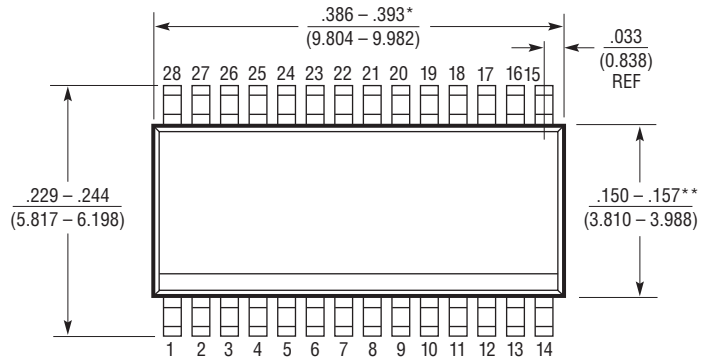 .386 – .393*
(9.804 – 9.982)
.033
(0.838)
REF
28 27 26 25 24 23 22 21 20 19 18 17 16 15
.229 – .244
(5.817 – 6.198)
.150 – .157**
(3.810 – 3.988)
1 2 3 4 5 6 7 8 9 10 11 12 13 14